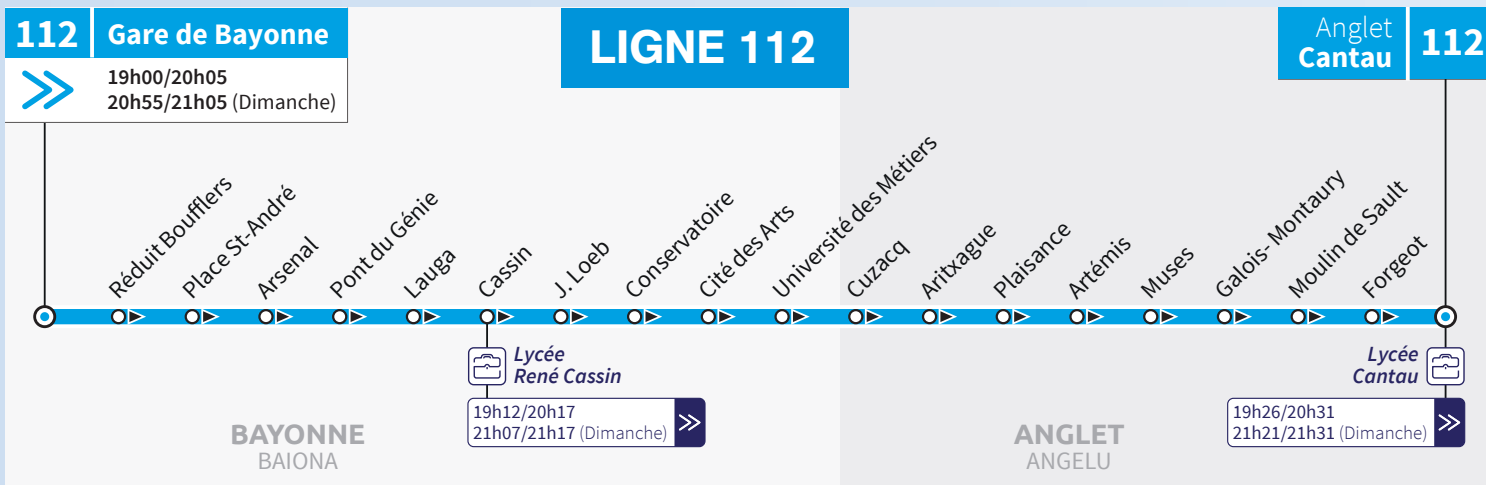 112 Gare de Bayonne
19h00/20h05
20h55/21h05 (Dimanche)
LIGNE 112
Anglet
Cantau
112
Réduit Boufflers
Place St-André
Arsenal
Pont du Génie
Lauga
Cassin
J. Loeb
Conservatoire
Cité des Arts
Université des Métiers
Cuzacq
Aritxague
Plaisance
Artémis
Muses
Galois- Montaury
Moulin de Sault
Forgeot
Lycée
René Cassin
19h12/20h17
21h07/21h17 (Dimanche)
Lycée
Cantau
19h26/20h31
21h21/21h31 (Dimanche)
BAYONNE
BAIONA
ANGLET
ANGELU